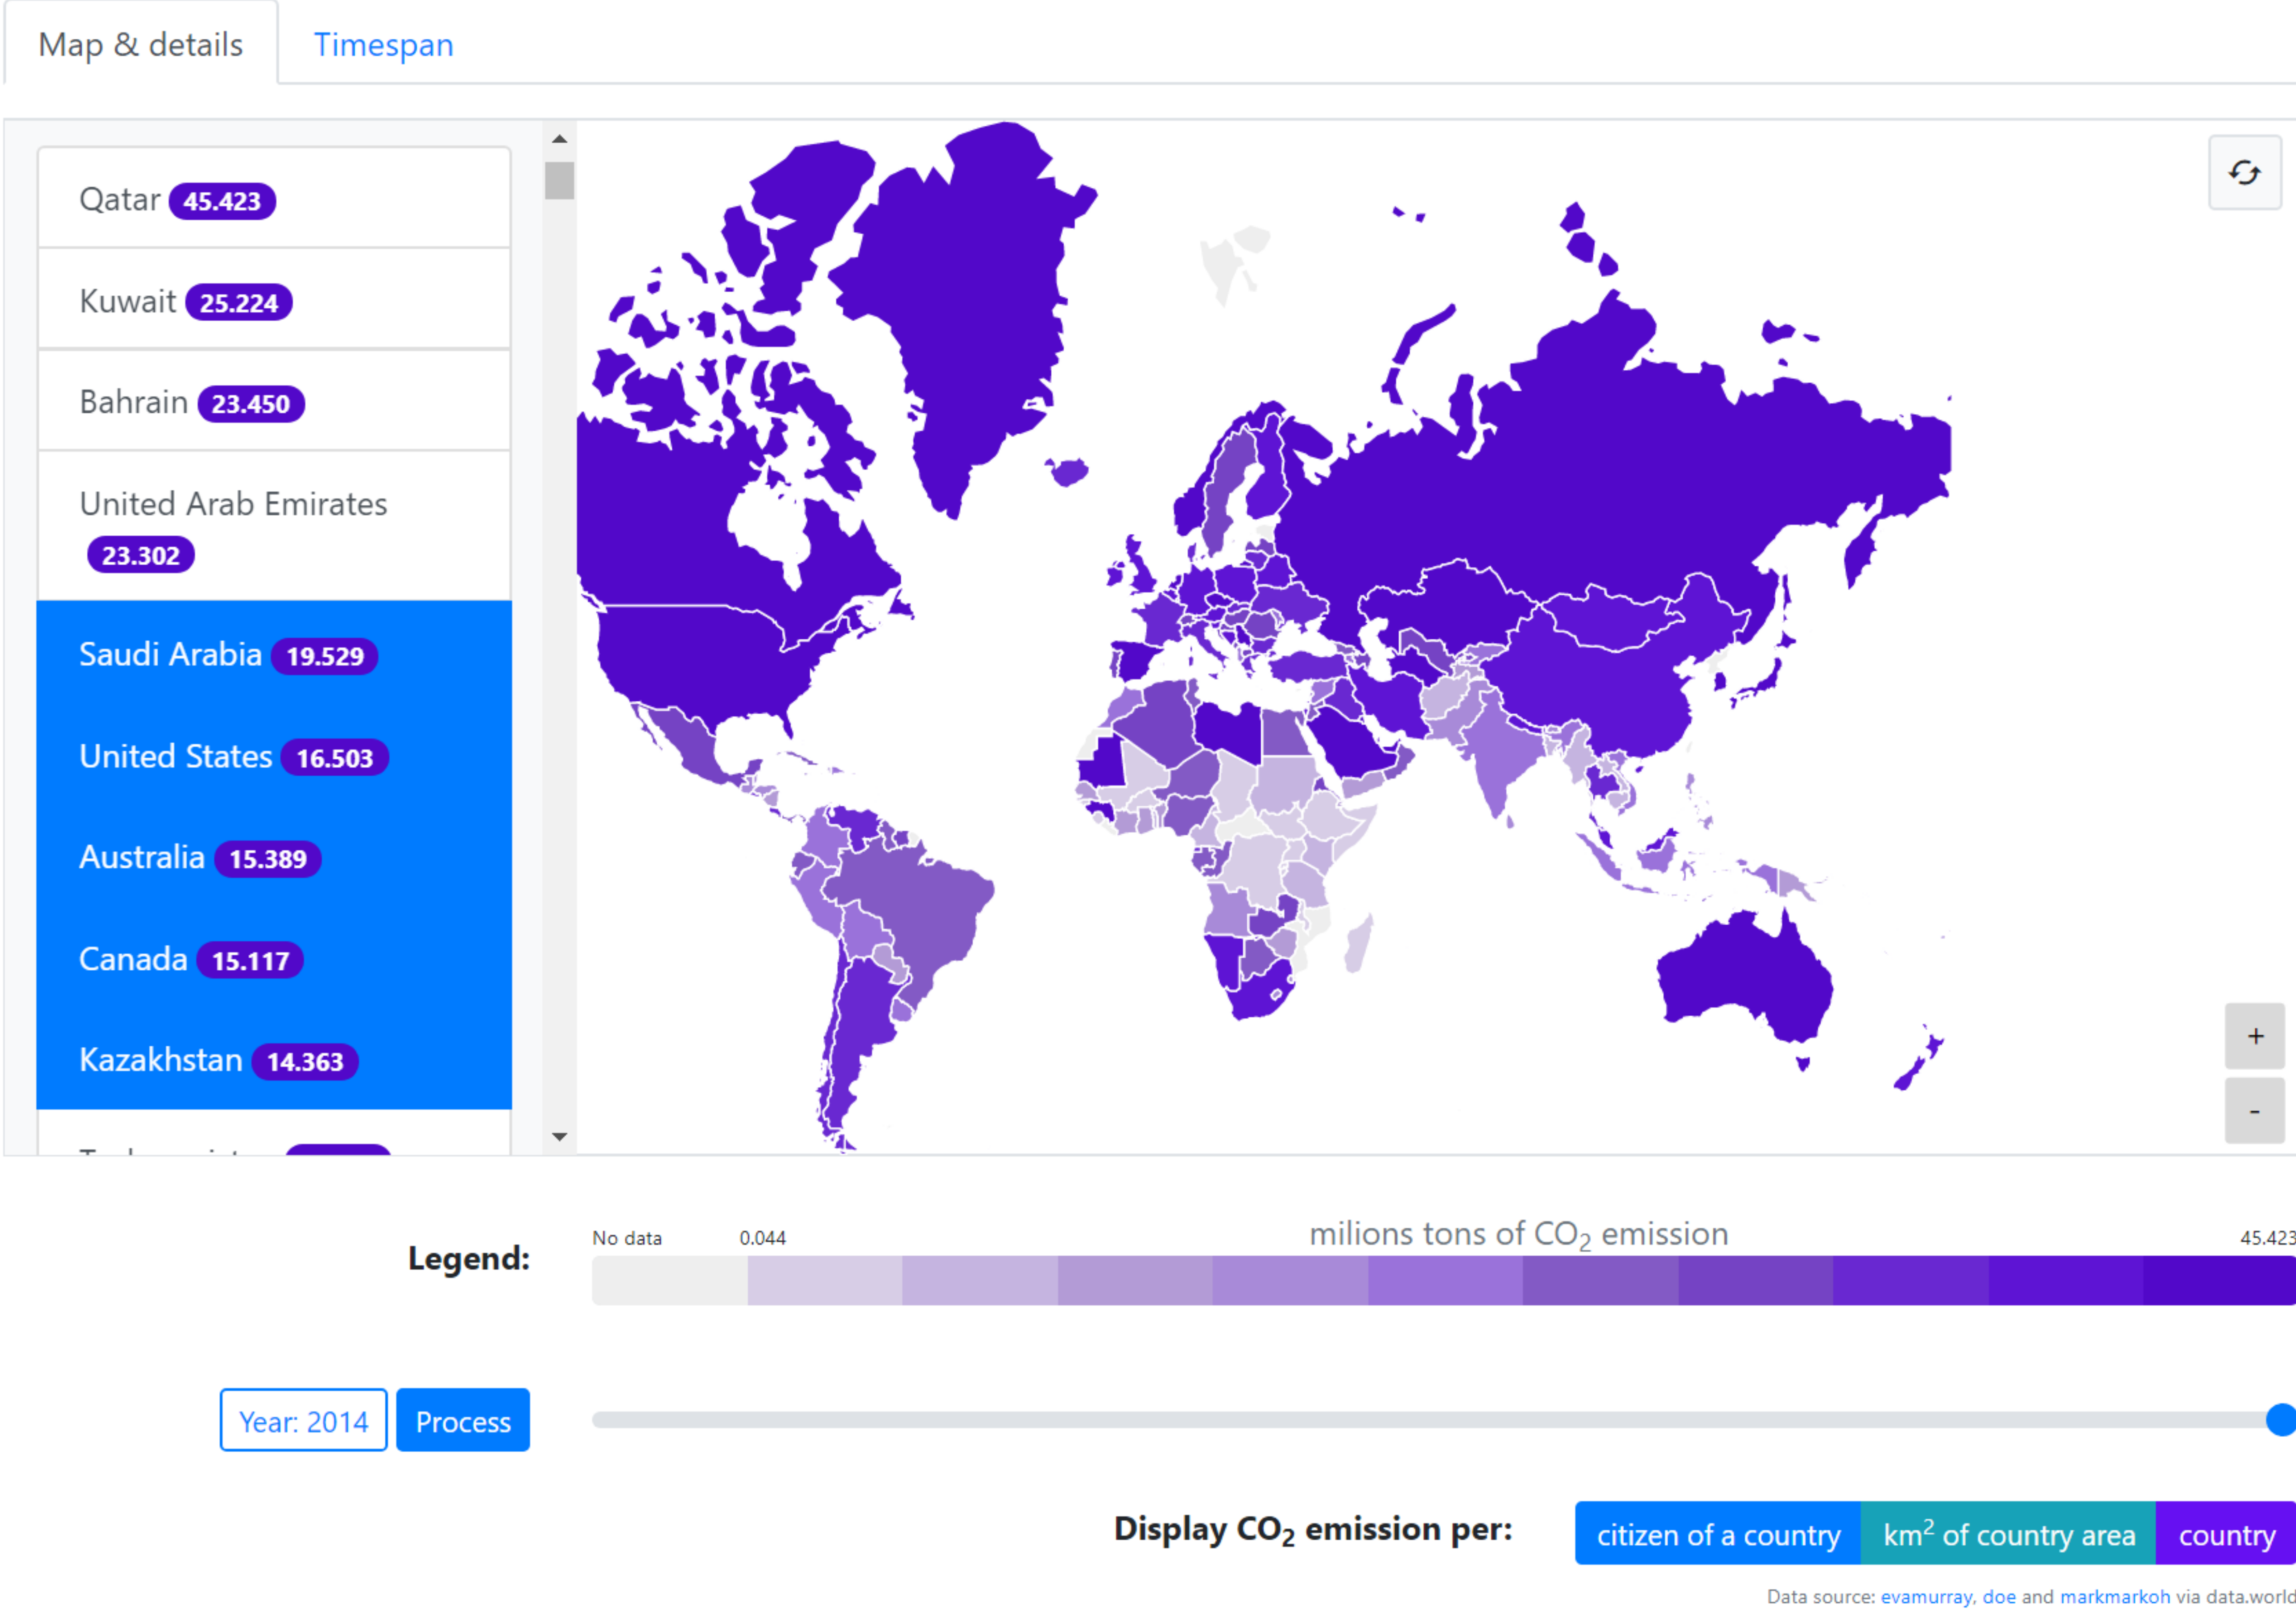 Map & details
Timespan
Qatar 45.423
Kuwait 25.224
Bahrain 23.450
United Arab Emirates
23.302
Saudi Arabia 19.529
United States 16.503
Australia 15.389
Canada 15.117
Kazakhstan 14.363
+
-
Legend:
No data
0.044
milions tons of CO2 emission
45.423
Year: 2014
Process
Display CO2 emission per:
citizen of a country
km2 of country area
country
Data source: evamurray, doe and markmarkoh via data.world